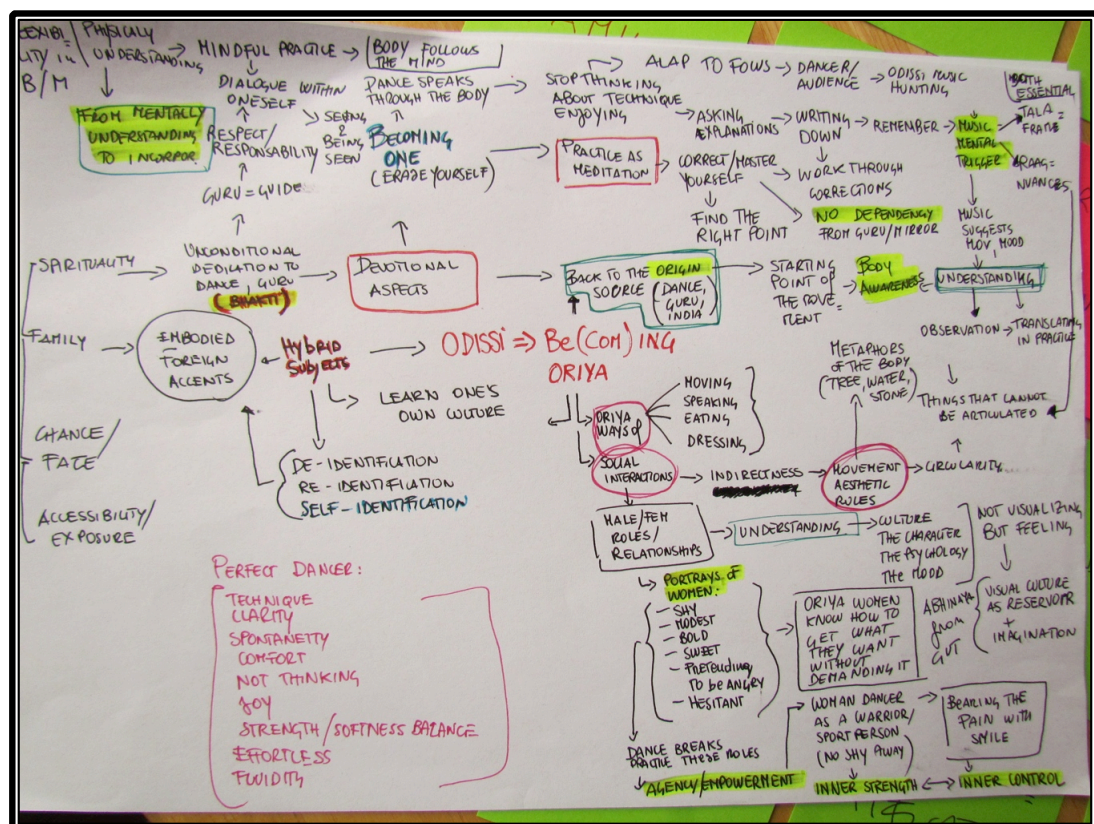 PHYSICALLY
UNDERSTANDING → MINDFUL PRACTICE → BODY FOLLOWS
THE MIND
LITY in
B/M
FROM MENTALLY
UNDERSTANDING
TO INCORPOR
DIALOGUE WITHIN
ONESELF
RESPECT/
RESPONSABILITY
SEEING
&
BEING
SEEN
GURU = GUIDE
DANCE SPEAKS
THROUGH THE BODY
BECOMING
ONE
(ERAZE YOURSELF)
STOP THINKING
ABOUT TECHNIQUE
ENJOYING
PRACTICE AS
MEDITATION
ALAP TO FOWS → DANCER/
AUDIENCE
→ ODISSI MUSIC
HUNTING
BOTH
ESSENTIAL
ASKING
EXPLANATIONS
→ WRITING
DOWN
→ REMEMBER →
MUSIC
MENTAL
TRIGGER
TALA =
FRATLE
RAAG =
NUANCES
CORRECT/MASTER
YOURSELF
→ WORK THROUGH
CORRECTIONS
FIND THE
RIGHT POINT
NO DEPENDENCY
FROM GURU/MIRROR
MUSIC
SUGGESTS
MOV, MOOD
SPIRITUALITY
UNCONDITIONAL
DEDICATION TO
DANCE, GURU
(BHAKTI)
DEVOTIONAL
ASPECTS
BACK TO THE ORIGIN
SOURCE (DANCE,
GURU,
INDIA)
STARTING
POINT OF
THE MOVE-
MENT
BODY
AWARENESS
UNDERSTANDING
OBSERVATION → TRANSLATING
IN PRACTICE
FAMILY
EMBODIED
FOREIGN
ACCENTS
HYBRID
SUBJECTS
→ ODISSI ⇒ BE(COM)ING
ORIYA
LEARN ONE'S
OWN CULTURE
METAPHORS
OF THE BODY
(TREE, WATER,
STONE)
THINGS THAT CANNOT
BE ARTICULATED
CHANCE/
FATE
ACCESSIBILITY/
EXPOSURE
DE-IDENTIFICATION
RE-IDENTIFICATION
SELF-IDENTIFICATION
ORIYA
WAYS OF
MOVING
SPEAKING
EATING
DRESSING
SOCIAL
INTERACTIONS
→ INDIRECTNESS →
MOVEMENT
AESTHETIC
RULES
→ CIRCULARITY
MALE/FEM
ROLES/
RELATIONSHIPS
→ UNDERSTANDING →
CULTURE
THE CHARACTER
THE PSYCHOLOGY
THE MOOD
NOT VISUALIZING
BUT FEELING
ABHINAYA
FROM
GUT
VISUAL CULTURE
AS RESERVOIR
+
IMAGINATION
PORTRAYS OF
WOMEN:
- SHY
- MODEST
- BOLD
- SWEET
- PRETENDING
TO BE ANGRY
- HESITANT
ORIYA WOMEN
KNOW HOW TO
GET WHAT
THEY WANT
WITHOUT
DEMANDING IT
DANCE BREAKS
PRACTICE THESE ROLES
AGENCY/EMPOWERMENT
WOMAN DANCER
AS A WARRIOR/
SPORT PERSON
(NO SHY AWAY)
BEARING THE
PAIN WITH
SMILE
INNER STRENGTH ↔ INNER CONTROL
PERFECT DANCER:
TECHNIQUE
CLARITY
SPONTANETTY
COMFORT
NOT THINKING
JOY
STRENGTH/SOFTNESS BALANCE
EFFORTLESS
FLUIDITY